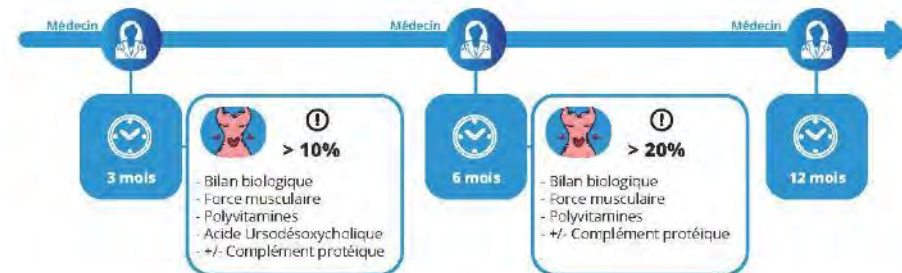 Médecin
Médecin
Médecin
3 mois
> 10%
- Bilan biologique
- Force musculaire
- Polyvitamines
- Acide Ursodésoxycholique
- +/- Complément protéique
6 mois
> 20%
- Bilan biologique
- Force musculaire
- Polyvitamines
- +/- Complément protéique
12 mois